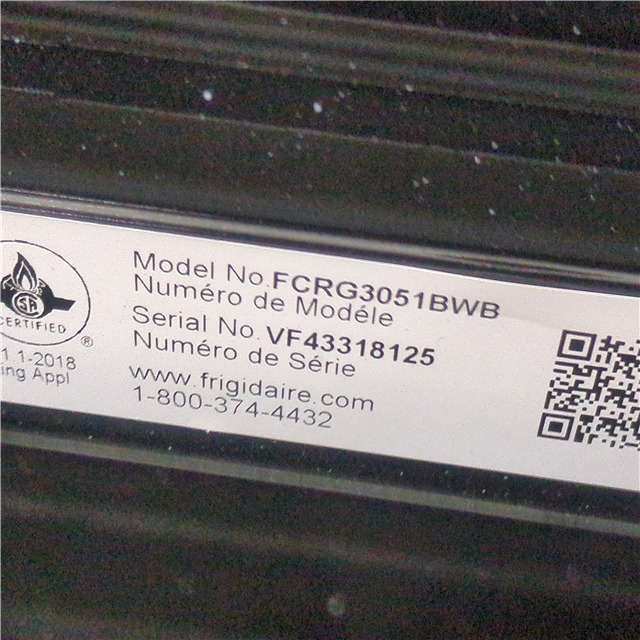 Model No.FCRG3051BWB
Numéro de Modéle
Serial No.VF43318125
Numéro de Série
www.frigidaire.com
1-800-374-4432
CERTIFIED
®
1.1-2018
ing Appl